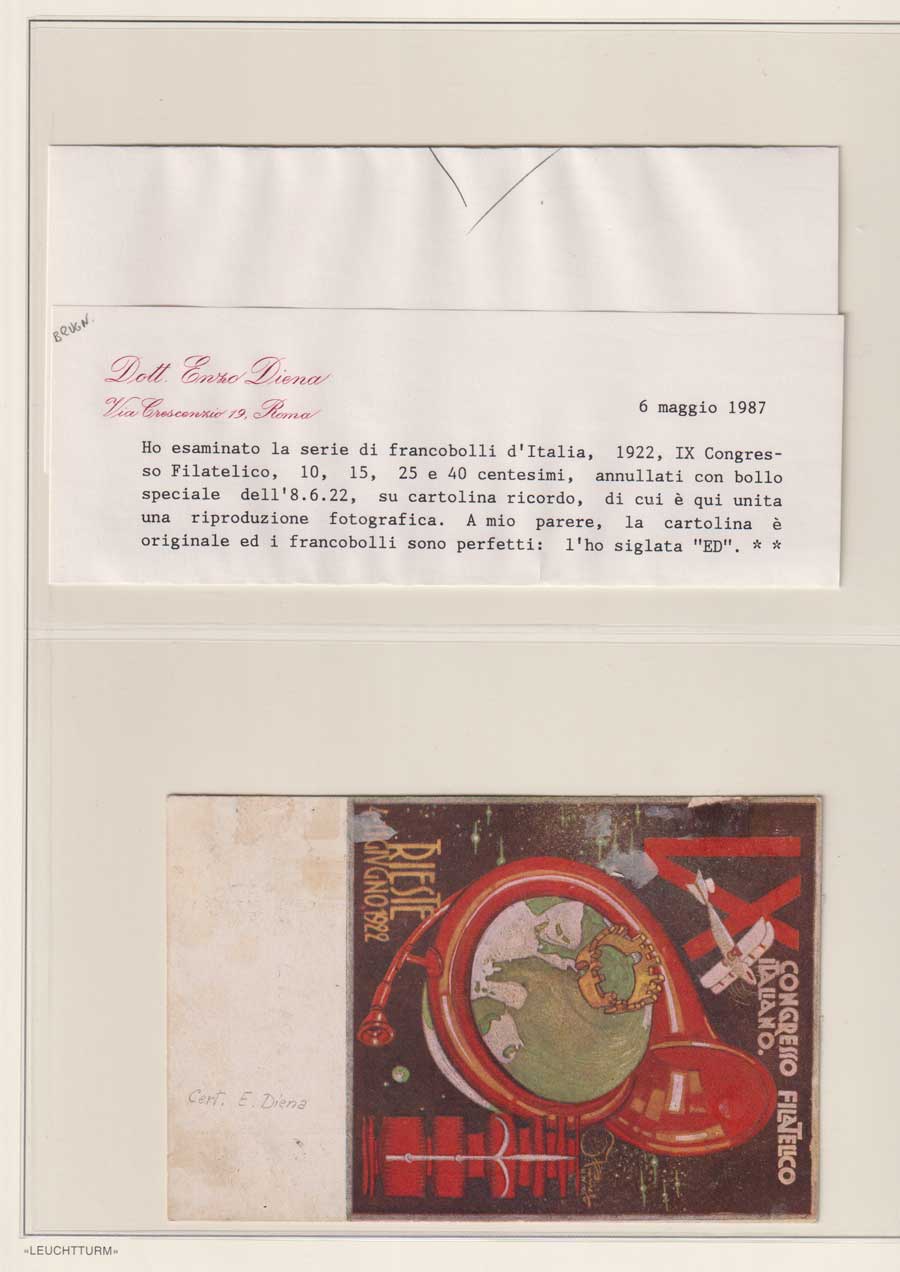 BRUGN.
Dott. Enzo Diena
Via Crescenzio 19, Roma
6 maggio 1987
Ho esaminato la serie di francobolli d'Italia, 1922, IX Congres-
so Filatelico, 10, 15, 25 e 40 centesimi, annullati con bollo
speciale dell'8.6.22, su cartolina ricordo, di cui è qui unita
una riproduzione fotografica. A mio parere, la cartolina è
originale ed i francobolli sono perfetti: l'ho siglata "ED". * *
IX
CONGRESSO FILATELICO
ITALIANO.
RIESTE
GIVGNO.1922
Cert. E. Diena
«LEUCHTTURM»